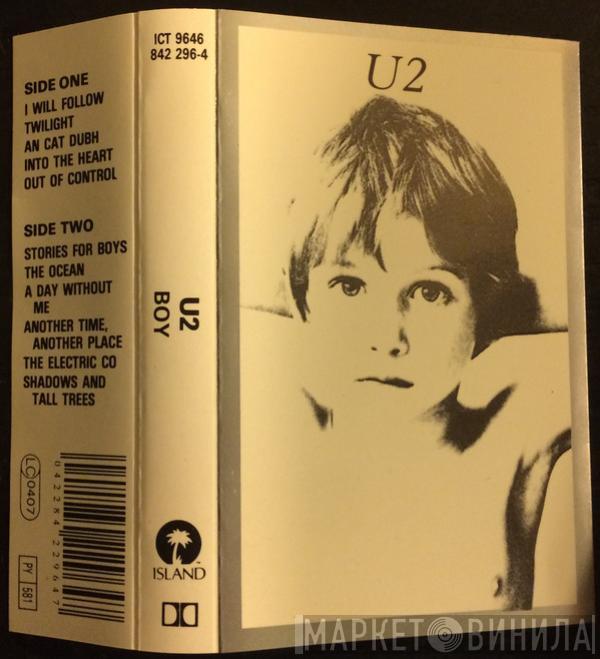 SIDE ONE
I WILL FOLLOW
TWILIGHT
AN CAT DUBH
INTO THE HEART
OUT OF CONTROL
SIDE TWO
STORIES FOR BOYS
THE OCEAN
A DAY WITHOUT
ME
ANOTHER TIME,
ANOTHER PLACE
THE ELECTRIC CO
SHADOWS AND
TALL TREES
LC 0407
PY 581
042284229647
ICT 9646
842 296-4
U2
BOY
ISLAND
U2
МАРКЕТ ВИНИЛА